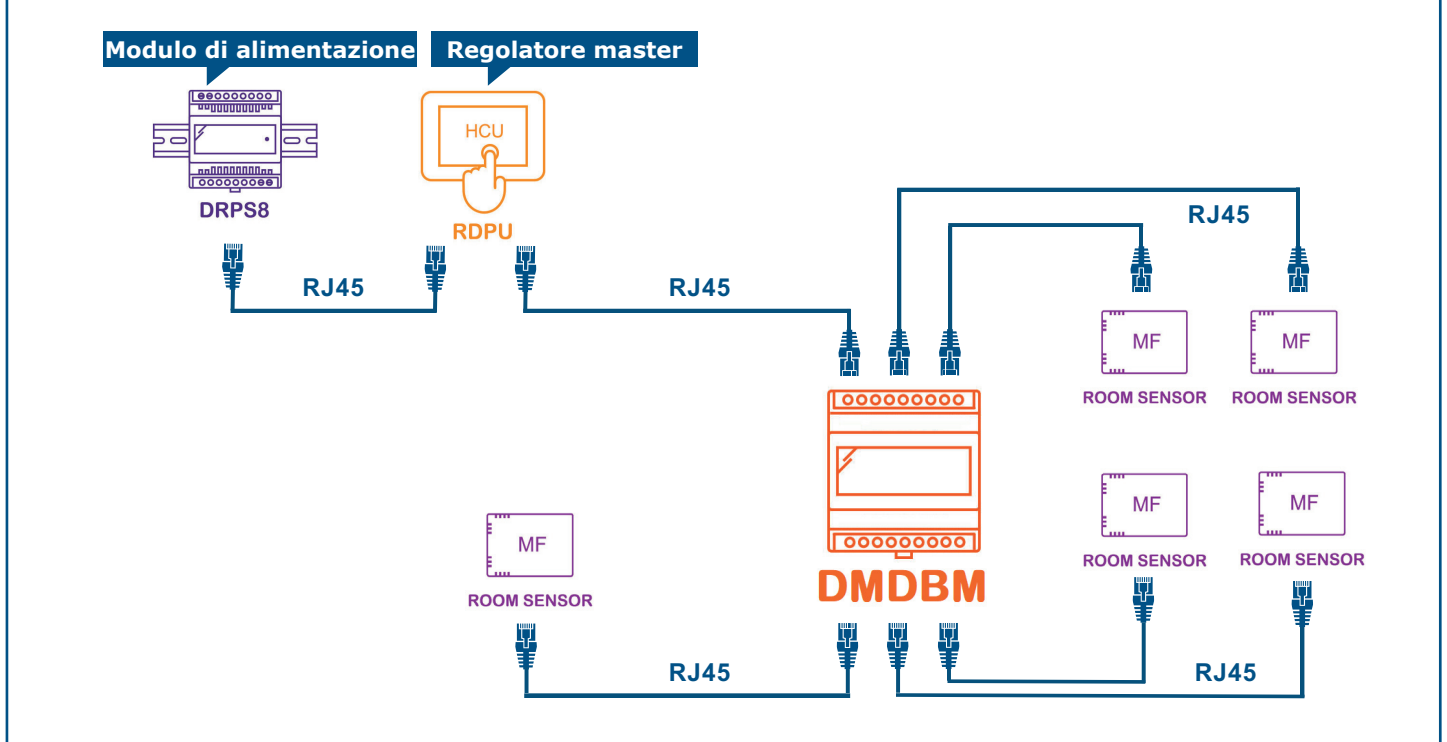 Modulo di alimentazione
Regolatore master
HCU
DRPS8
RDPU
RJ45
RJ45
RJ45
MF
MF
ROOM SENSOR
ROOM SENSOR
MF
MF
MF
ROOM SENSOR
ROOM SENSOR
DMDBM
ROOM SENSOR
RJ45
RJ45